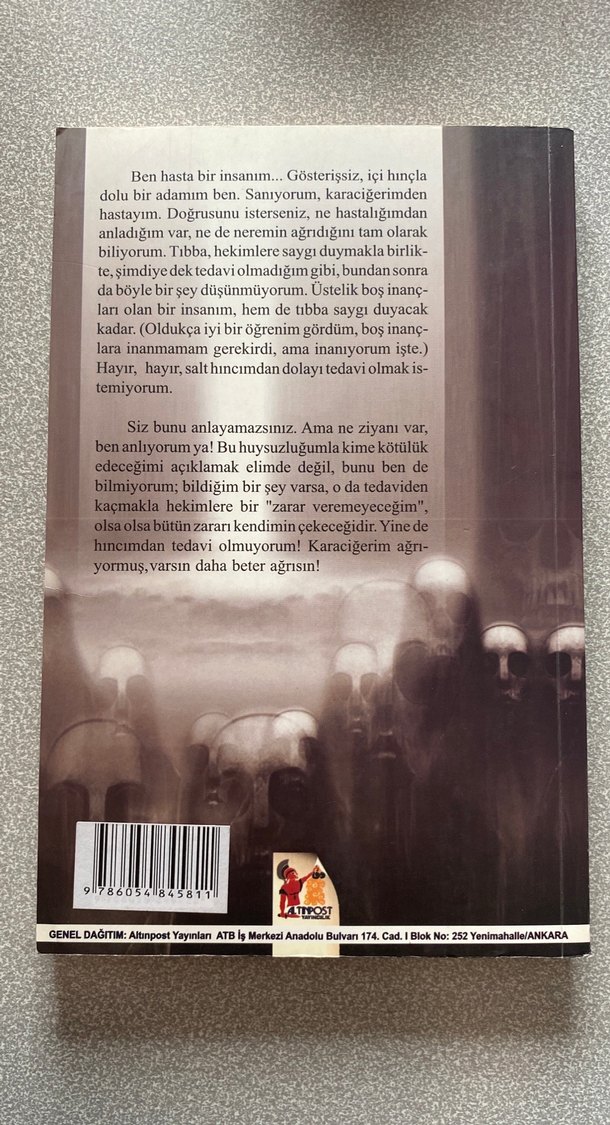 Ben hasta bir insanım... Gösterişsiz, içi hınçla
dolu bir adamım ben. Sanıyorum, karaciğerimden
hastayım. Doğrusunu isterseniz, ne hastalığımdan
anladığım var, ne de neremin ağrıdığını tam olarak
biliyorum. Tıbba, hekimlere saygı duymakla birlik-
te, şimdiye dek tedavi olmadığım gibi, bundan sonra
da böyle bir şey düşünmüyorum. Üstelik boş inanç-
ları olan bir insanım, hem de tıbba saygı duyacak
kadar. (Oldukça iyi bir öğrenim gördüm, boş inanç-
lara inanmamam gerekirdi, ama inanıyorum işte.)
Hayır, hayır, salt hıncımdan dolayı tedavi olmak is-
temiyorum.
Siz bunu anlayamazsınız. Ama ne ziyanı var,
ben anlıyorum ya! Bu huysuzluğumla kime kötülük
edeceğimi açıklamak elimde değil, bunu ben de
bilmiyorum; bildiğim bir şey varsa, o da tedaviden
kaçmakla hekimlere bir "zarar veremeyeceğim",
olsa olsa bütün zararı kendimin çekeceğidir. Yine de
hıncımdan tedavi olmuyorum! Karaciğerim ağrı-
yormuş, varsın daha beter ağrısın!
9 786054 845811
ALTINPOST
YAYINCILIK
GENEL DAĞITIM: Altınpost Yayınları ATB İş Merkezi Anadolu Bulvarı 174. Cad. I Blok No: 252 Yenimahalle/ANKARA